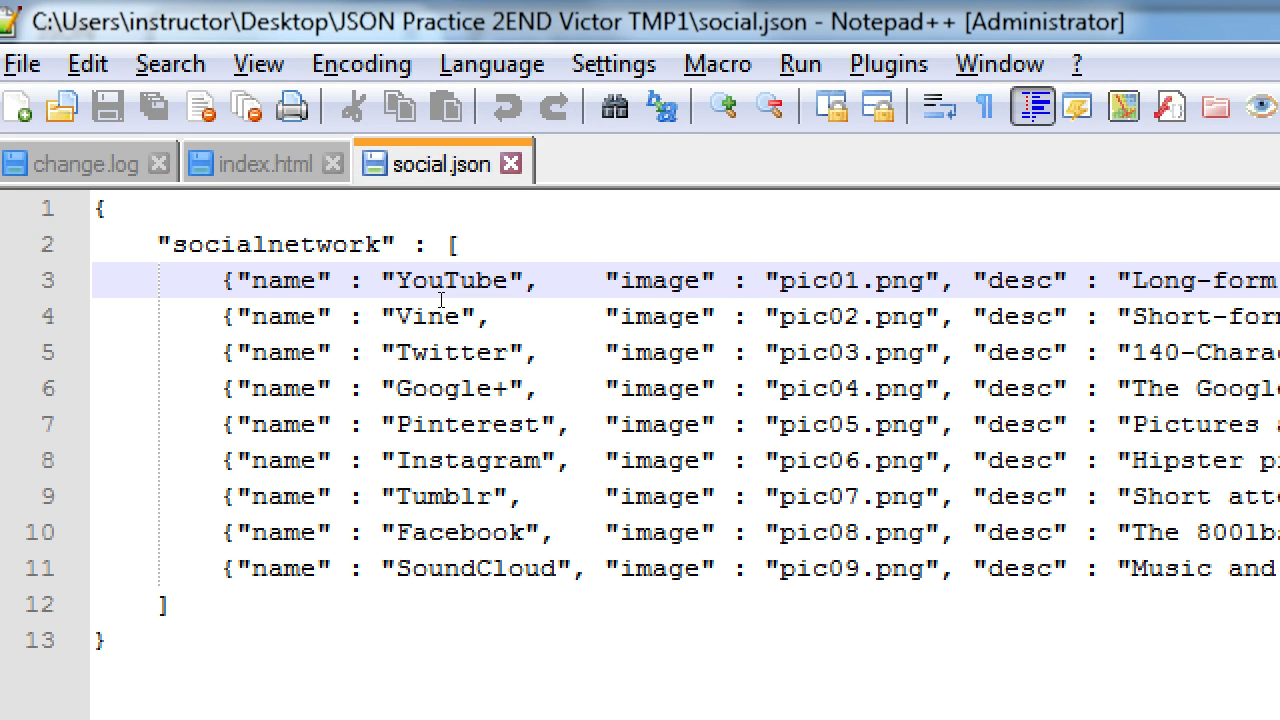 C:\Users\instructor\Desktop\JSON Practice 2END Victor TMP1\social.json - Notepad++ [Administrator]
File Edit Search View Encoding Language Settings Macro Run Plugins Window ?
change.log index.html social.json
1 {
2 "socialnetwork" : [
3 {"name" : "YouTube", "image" : "pic01.png", "desc" : "Long-form
4 {"name" : "Vine", "image" : "pic02.png", "desc" : "Short-for
5 {"name" : "Twitter", "image" : "pic03.png", "desc" : "140-Chara
6 {"name" : "Google+", "image" : "pic04.png", "desc" : "The Google
7 {"name" : "Pinterest", "image" : "pic05.png", "desc" : "Pictures
8 {"name" : "Instagram", "image" : "pic06.png", "desc" : "Hipster p
9 {"name" : "Tumblr", "image" : "pic07.png", "desc" : "Short atte
10 {"name" : "Facebook", "image" : "pic08.png", "desc" : "The 800lb
11 {"name" : "SoundCloud", "image" : "pic09.png", "desc" : "Music and
12 ]
13 }